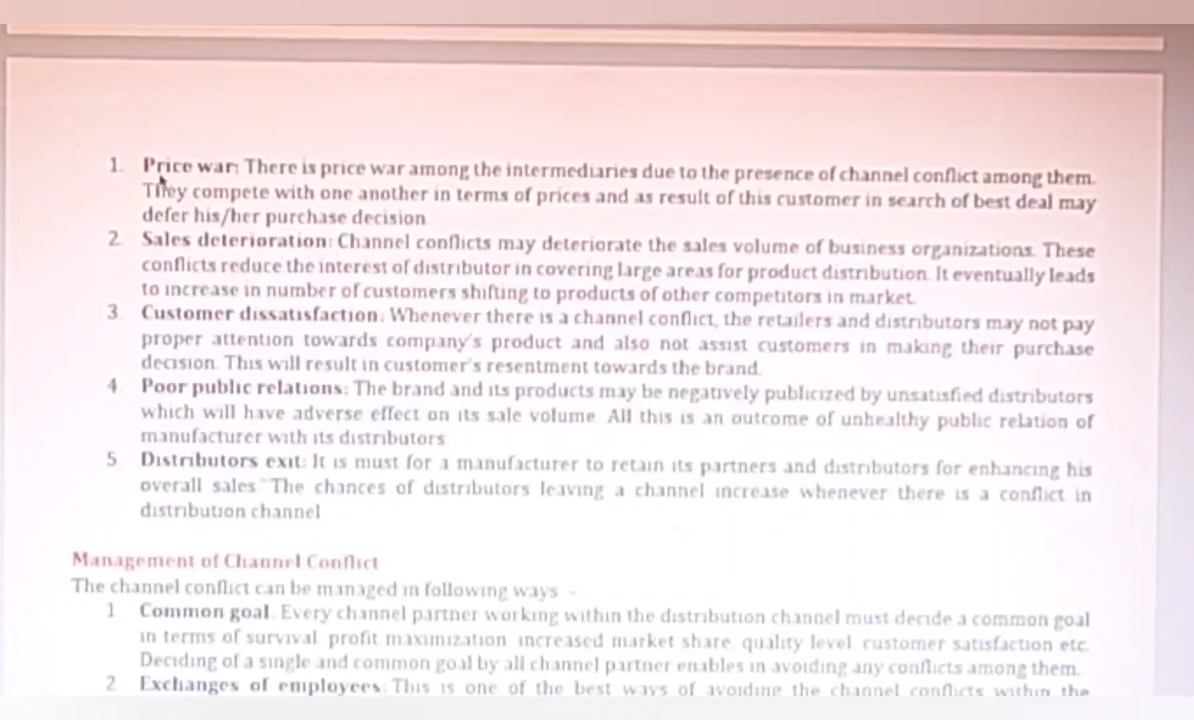 1. Price war: There is price war among the intermediaries due to the presence of channel conflict among them.
They compete with one another in terms of prices and as result of this customer in search of best deal may
defer his/her purchase decision.
2. Sales deterioration: Channel conflicts may deteriorate the sales volume of business organizations. These
conflicts reduce the interest of distributor in covering large areas for product distribution. It eventually leads
to increase in number of customers shifting to products of other competitors in market.
3. Customer dissatisfaction: Whenever there is a channel conflict, the retailers and distributors may not pay
proper attention towards company's product and also not assist customers in making their purchase
decision. This will result in customer's resentment towards the brand.
4. Poor public relations: The brand and its products may be negatively publicized by unsatisfied distributors
which will have adverse effect on its sale volume. All this is an outcome of unhealthy public relation of
manufacturer with its distributors
5. Distributors exit: It is must for a manufacturer to retain its partners and distributors for enhancing his
overall sales. The chances of distributors leaving a channel increase whenever there is a conflict in
distribution channel.
Management of Channel Conflict
The channel conflict can be managed in following ways -
1 Common goal: Every channel partner working within the distribution channel must decide a common goal
in terms of survival, profit maximization, increased market share, quality level, customer satisfaction etc.
Deciding of a single and common goal by all channel partner enables in avoiding any conflicts among them.
2 Exchanges of employees: This is one of the best ways of avoiding the channel conflicts within the